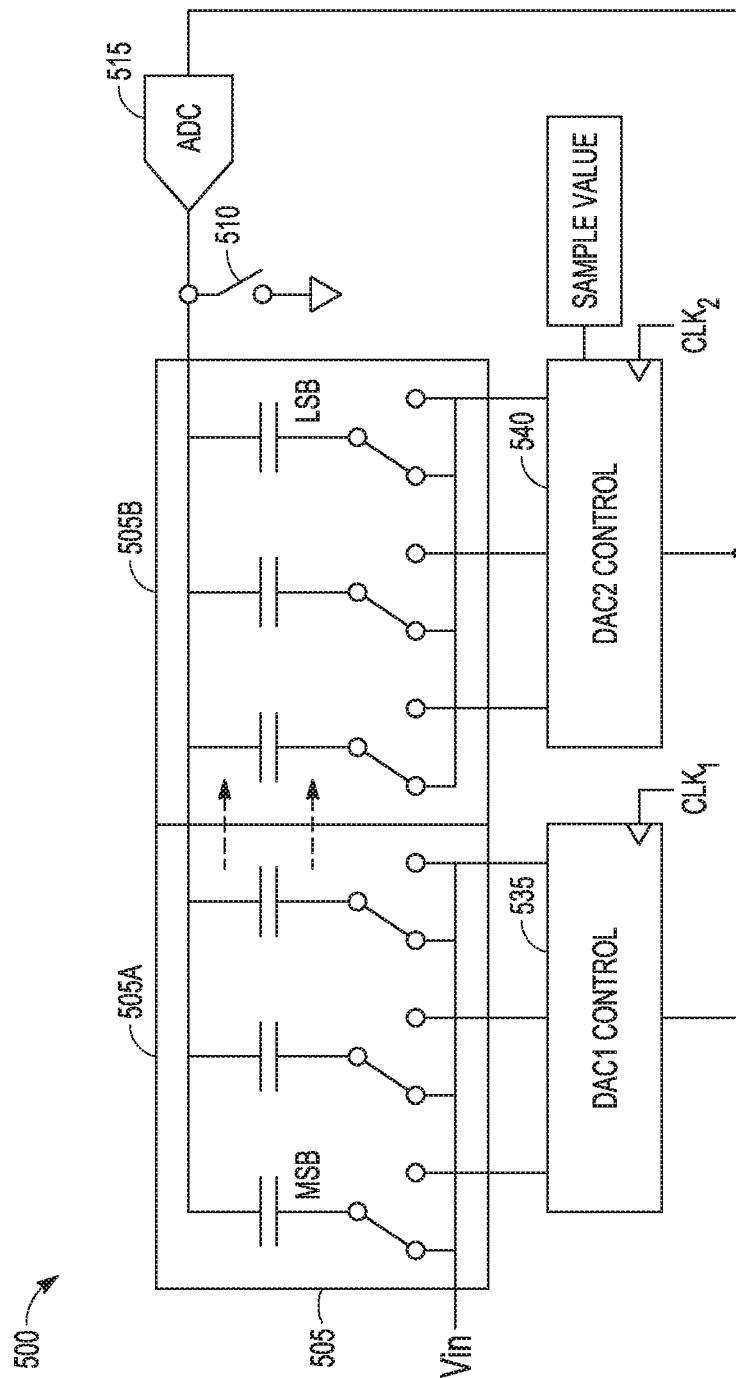 500
505
505A
505B
MSB
LSB
Vin
510
515
ADC
535
DAC1 CONTROL
CLK1
540
DAC2 CONTROL
CLK2
SAMPLE VALUE